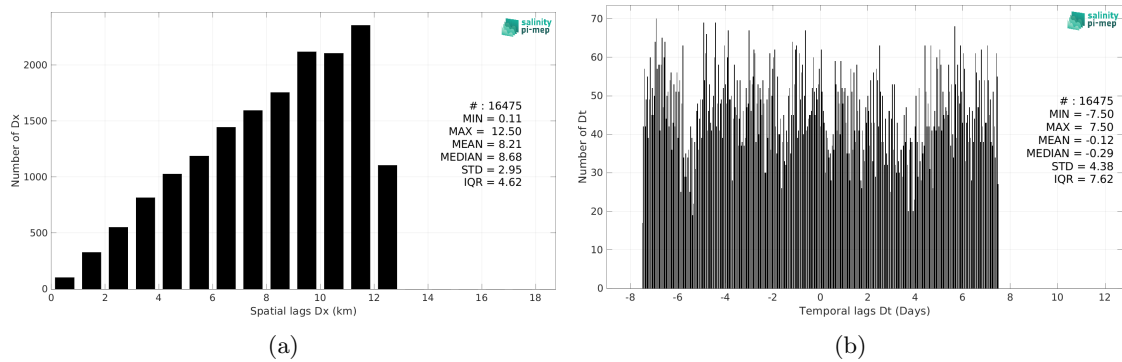 salinity
pi-mep
Number of Dx
2000
1500
1000
500
0
# : 16475
MIN = 0.11
MAX = 12.50
MEAN = 8.21
MEDIAN = 8.68
STD = 2.95
IQR = 4.62
0 2 4 6 8 10 12 14 16 18
Spatial lags Dx (km)
(a)
salinity
pi-mep
Number of Dt
70
60
50
40
30
20
10
0
# : 16475
MIN = -7.50
MAX = 7.50
MEAN = -0.12
MEDIAN = -0.29
STD = 4.38
IQR = 7.62
-8 -6 -4 -2 0 2 4 6 8 10 12
Temporal lags Dt (Days)
(b)